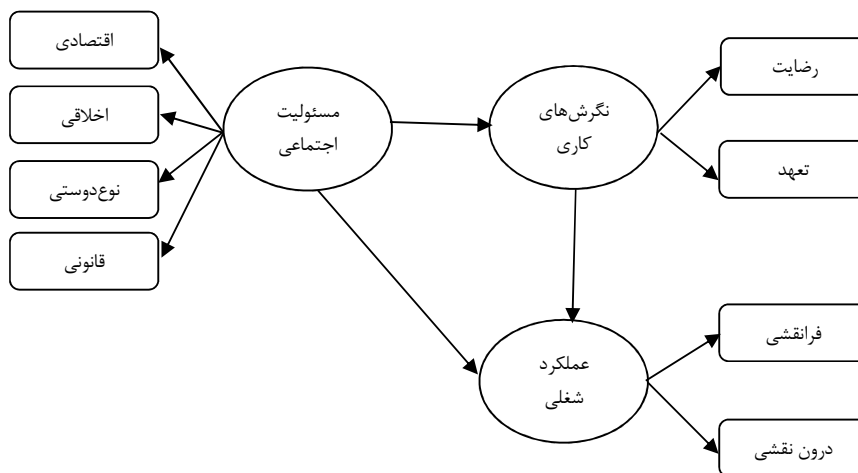 اقتصادی
اخلاقی
نوع‌دوستی
قانونی
مسئولیت
اجتماعی
نگرش‌های
کاری
رضایت
تعهد
عملکرد
شغلی
فرانقشی
درون نقشی